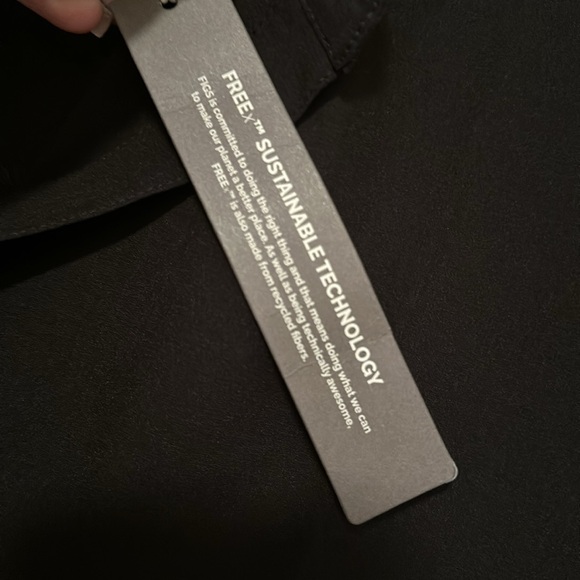 FREEx™ SUSTAINABLE TECHNOLOGY
FIGS is committed to doing the right thing and that means doing what we can
to make our planet a better place. As well as being technically awesome,
FREEx™ is also made from recycled fibers.